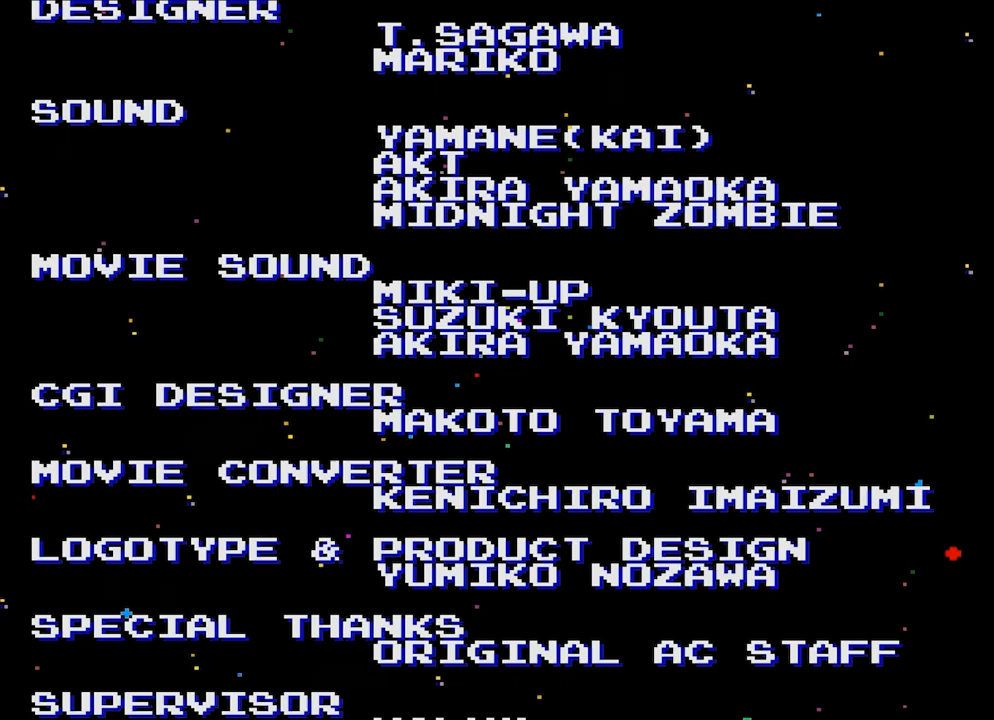 DESIGNER
T.SAGAWA
MARIKO
SOUND
YAMANE(KAI)
AKT
AKIRA YAMAOKA
MIDNIGHT ZOMBIE
MOVIE SOUND
MIKI-UP
SUZUKI KYOUTA
AKIRA YAMAOKA
CGI DESIGNER
MAKOTO TOYAMA
MOVIE CONVERTER
KENICHIRO IMAIZUMI
LOGOTYPE & PRODUCT DESIGN
YUMIKO NOZAWA
SPECIAL THANKS
ORIGINAL AC STAFF
SUPERVISOR